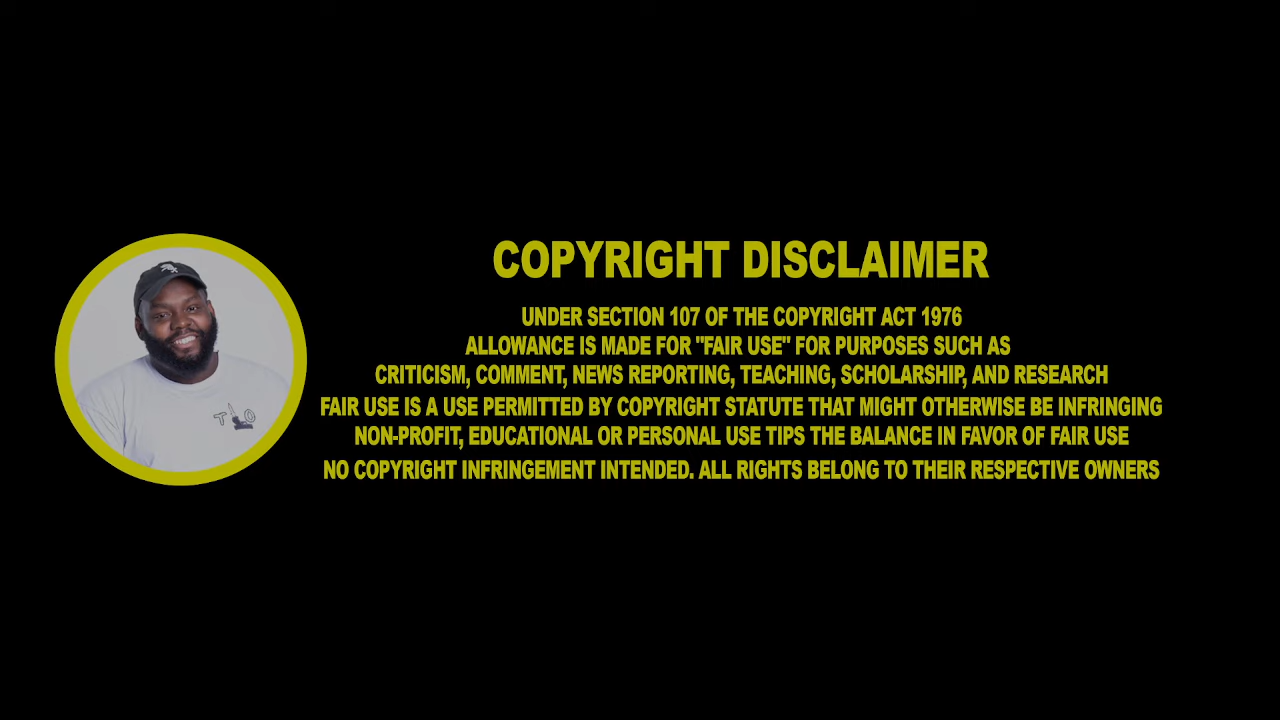 COPYRIGHT DISCLAIMER
UNDER SECTION 107 OF THE COPYRIGHT ACT 1976
ALLOWANCE IS MADE FOR "FAIR USE" FOR PURPOSES SUCH AS
CRITICISM, COMMENT, NEWS REPORTING, TEACHING, SCHOLARSHIP, AND RESEARCH
FAIR USE IS A USE PERMITTED BY COPYRIGHT STATUTE THAT MIGHT OTHERWISE BE INFRINGING
NON-PROFIT, EDUCATIONAL OR PERSONAL USE TIPS THE BALANCE IN FAVOR OF FAIR USE
NO COPYRIGHT INFRINGEMENT INTENDED. ALL RIGHTS BELONG TO THEIR RESPECTIVE OWNERS